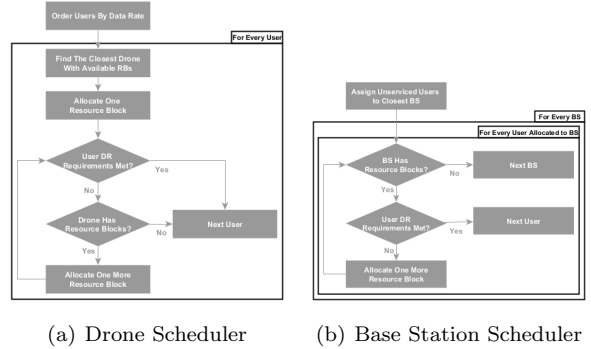 Order Users By Data Rate
For Every User
Find The Closest Drone
With Available RBs
Allocate One
Resource Block
User DR
Requirements Met?
Yes
No
Drone Has
Resource Blocks?
No
Next User
Yes
Allocate One More
Resource Block
(a) Drone Scheduler
Assign Unserviced Users
to Closest BS
For Every BS
For Every User Allocated to BS
BS Has
Resource Blocks?
No
Next BS
Yes
User DR
Requirements Met?
Yes
Next User
No
Allocate One More
Resource Block
(b) Base Station Scheduler